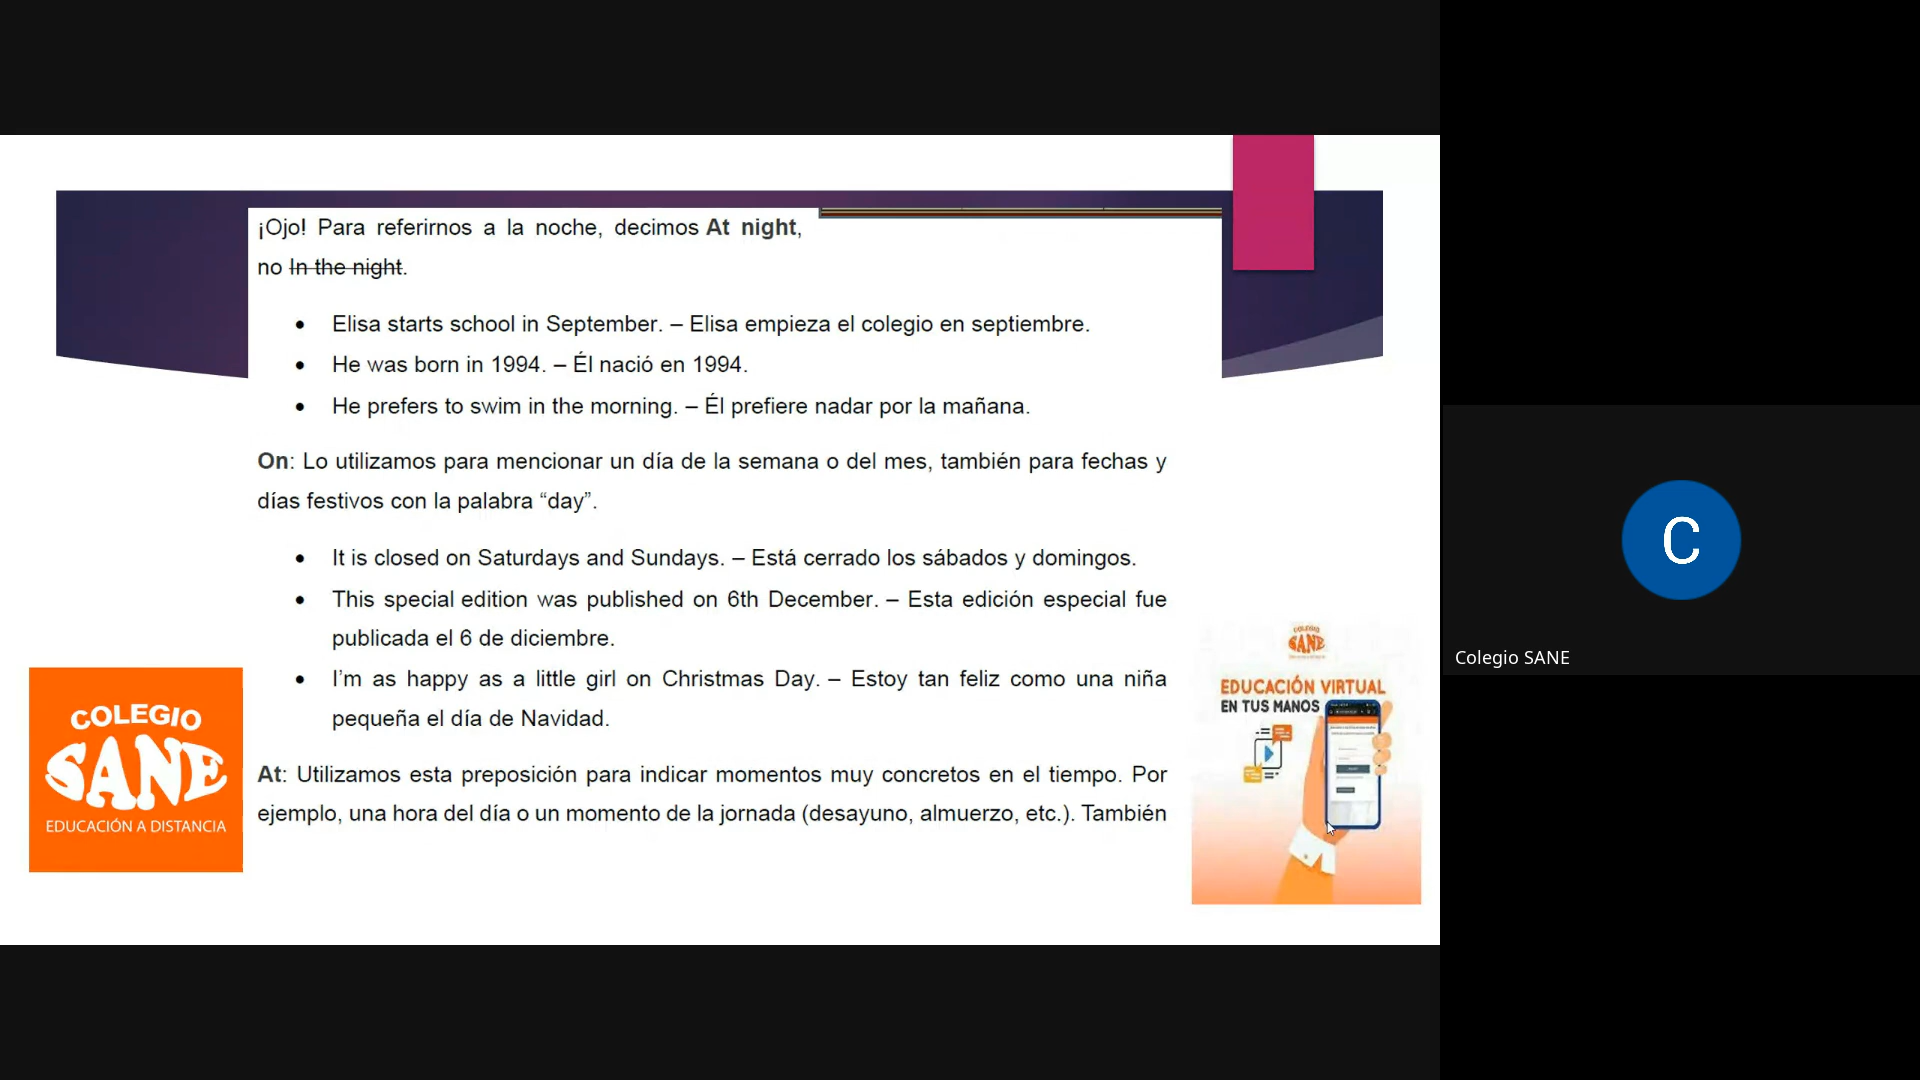 ¡Ojo! Para referirnos a la noche, decimos At night,
no In the night.
• Elisa starts school in September. – Elisa empieza el colegio en septiembre.
• He was born in 1994. – Él nació en 1994.
• He prefers to swim in the morning. – Él prefiere nadar por la mañana.
On: Lo utilizamos para mencionar un día de la semana o del mes, también para fechas y
días festivos con la palabra “day”.
• It is closed on Saturdays and Sundays. – Está cerrado los sábados y domingos.
• This special edition was published on 6th December. – Esta edición especial fue
publicada el 6 de diciembre.
• I’m as happy as a little girl on Christmas Day. – Estoy tan feliz como una niña
pequeña el día de Navidad.
At: Utilizamos esta preposición para indicar momentos muy concretos en el tiempo. Por
ejemplo, una hora del día o un momento de la jornada (desayuno, almuerzo, etc.). También
COLEGIO
SANE
EDUCACIÓN A DISTANCIA
COLEGIO
SANE
EDUCACIÓN VIRTUAL
EN TUS MANOS
C
Colegio SANE